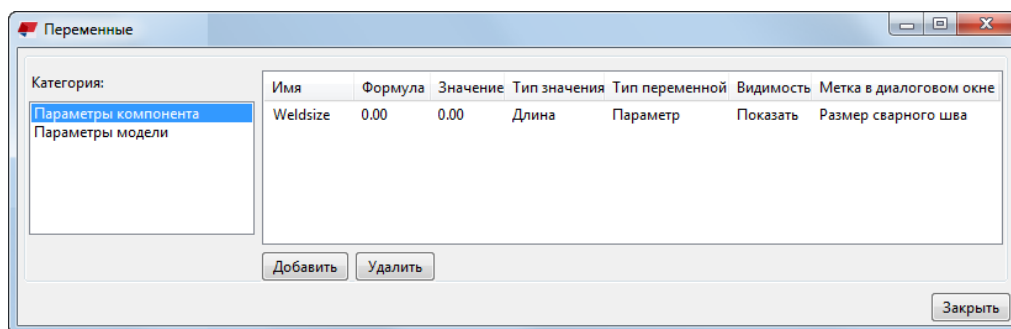 Переменные
Категория:
Параметры компонента
Параметры модели
Имя Формула Значение Тип значения Тип переменной Видимость Метка в диалоговом окне
Weldsize 0.00 0.00 Длина Параметр Показать Размер сварного шва
Добавить Удалить
Закрыть